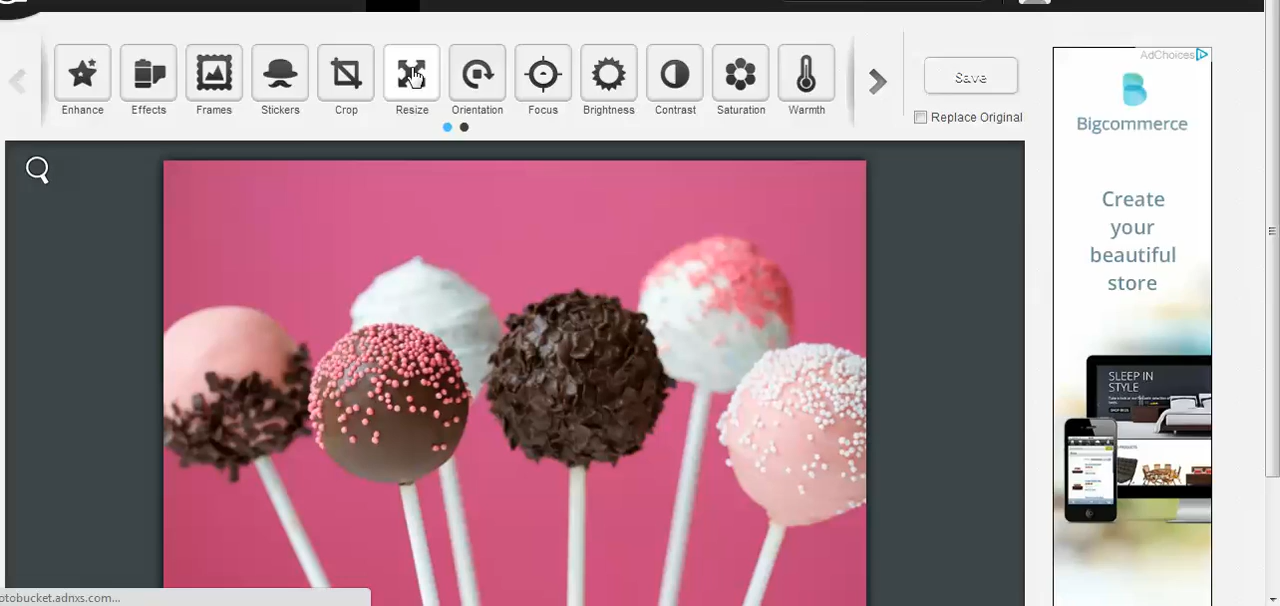 Enhance Effects Frames Stickers Crop Resize Orientation Focus Brightness Contrast Saturation Warmth
Save
Replace Original
AdChoices
Bigcommerce
Create
your
beautiful
store
SLEEP IN
STYLE
otobucket.adnxs.com...